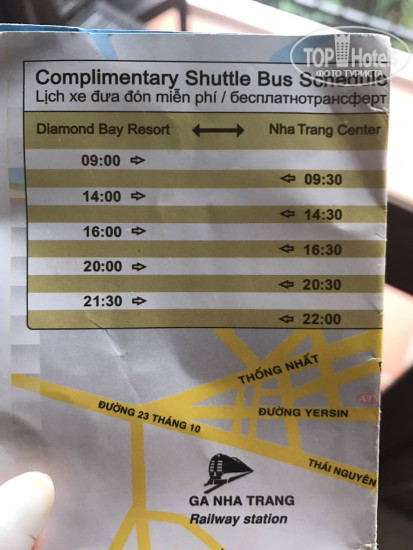 TOP Hotels
ФОТО ТУРИСТА
Complimentary Shuttle Bus Schedule
Lịch xe đưa đón miễn phí / бесплатнотрансферт
Diamond Bay Resort ⟷ Nha Trang Center
09:00 ⇨
⇦ 09:30
14:00 ⇨
⇦ 14:30
16:00 ⇨
⇦ 16:30
20:00 ⇨
⇦ 20:30
21:30 ⇨
⇦ 22:00
THỐNG NHẤT
ĐƯỜNG YERSIN
ĐƯỜNG 23 THÁNG 10
THÁI NGUYÊN
GA NHA TRANG
Railway station